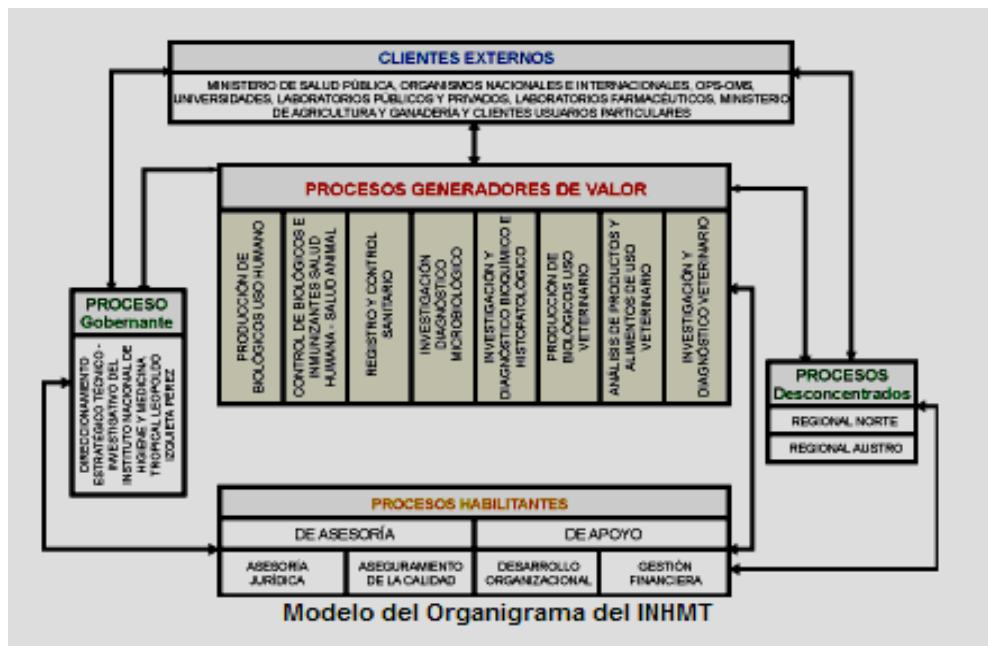 CLIENTES EXTERNOS
MINISTERIO DE SALUD PÚBLICA, ORGANISMOS NACIONALES E INTERNACIONALES, OPS-OMS,
UNIVERSIDADES, LABORATORIOS PÚBLICOS Y PRIVADOS, LABORATORIOS FARMACÉUTICOS, MINISTERIO
DE AGRICULTURA Y GANADERÍA Y CLIENTES USUARIOS PARTICULARES
PROCESOS GENERADORES DE VALOR
PRODUCCIÓN DE
BIOLÓGICOS USO HUMANO
CONTROL DE BIOLÓGICOS E
INMUNIZANTES SALUD
HUMANA - SALUD ANIMAL
REGISTRO Y CONTROL
SANITARIO
INVESTIGACIÓN
DIAGNÓSTICO
MICROBIOLÓGICO
INVESTIGACIÓN Y
DIAGNÓSTICO BIOQUÍMICO E
HISTOPATOLÓGICO
PRODUCCIÓN DE
BIOLÓGICOS USO
VETERINARIO
ANÁLISIS DE PRODUCTOS Y
ALIMENTOS DE USO
VETERINARIO
INVESTIGACIÓN Y
DIAGNÓSTICO VETERINARIO
PROCESO
Gobernante
DIRECCIONAMIENTO
ESTRATÉGICO TÉCNICO -
INVESTIGATIVO DEL
INSTITUTO NACIONAL DE
HIGIENE Y MEDICINA
TROPICAL LEOPOLDO
IZQUIETA PÉREZ
PROCESOS
Desconcentrados
REGIONAL NORTE
REGIONAL AUSTRO
PROCESOS HABILITANTES
DE ASESORÍA
DE APOYO
ASESORÍA
JURÍDICA
ASEGURAMIENTO
DE LA CALIDAD
DESARROLLO
ORGANIZACIONAL
GESTIÓN
FINANCIERA
Modelo del Organigrama del INHMT